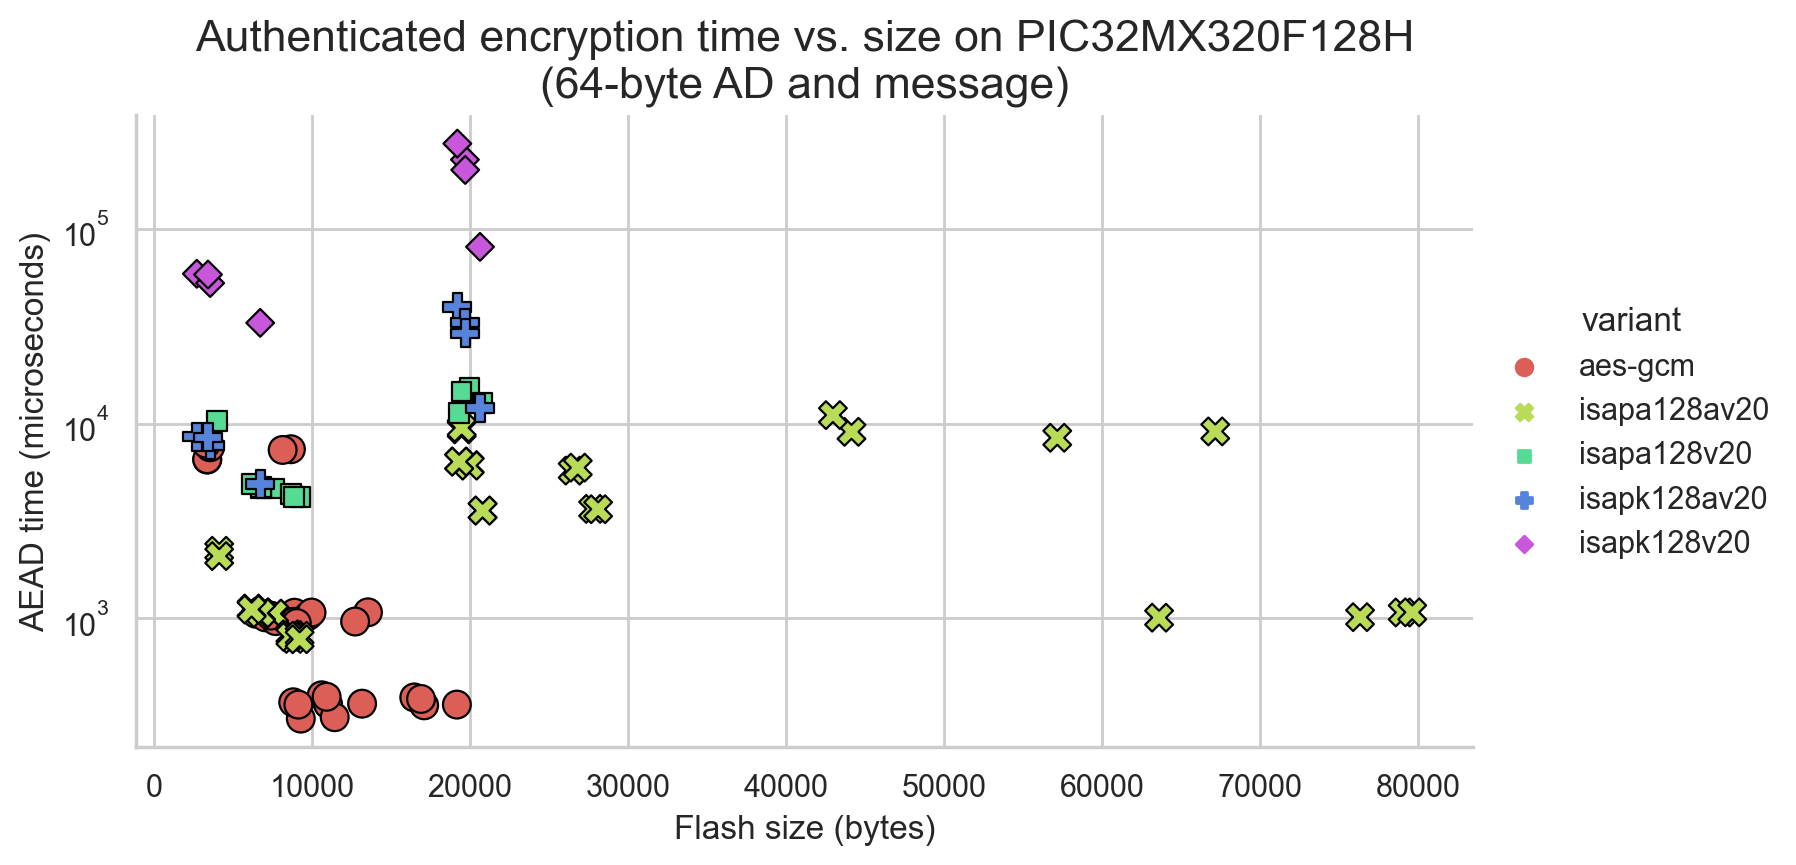 Authenticated encryption time vs. size on PIC32MX320F128H
(64-byte AD and message)
AEAD time (microseconds)
10^5
10^4
10^3
0 10000 20000 30000 40000 50000 60000 70000 80000
Flash size (bytes)
variant
aes-gcm
isapa128av20
isapa128v20
isapk128av20
isapk128v20